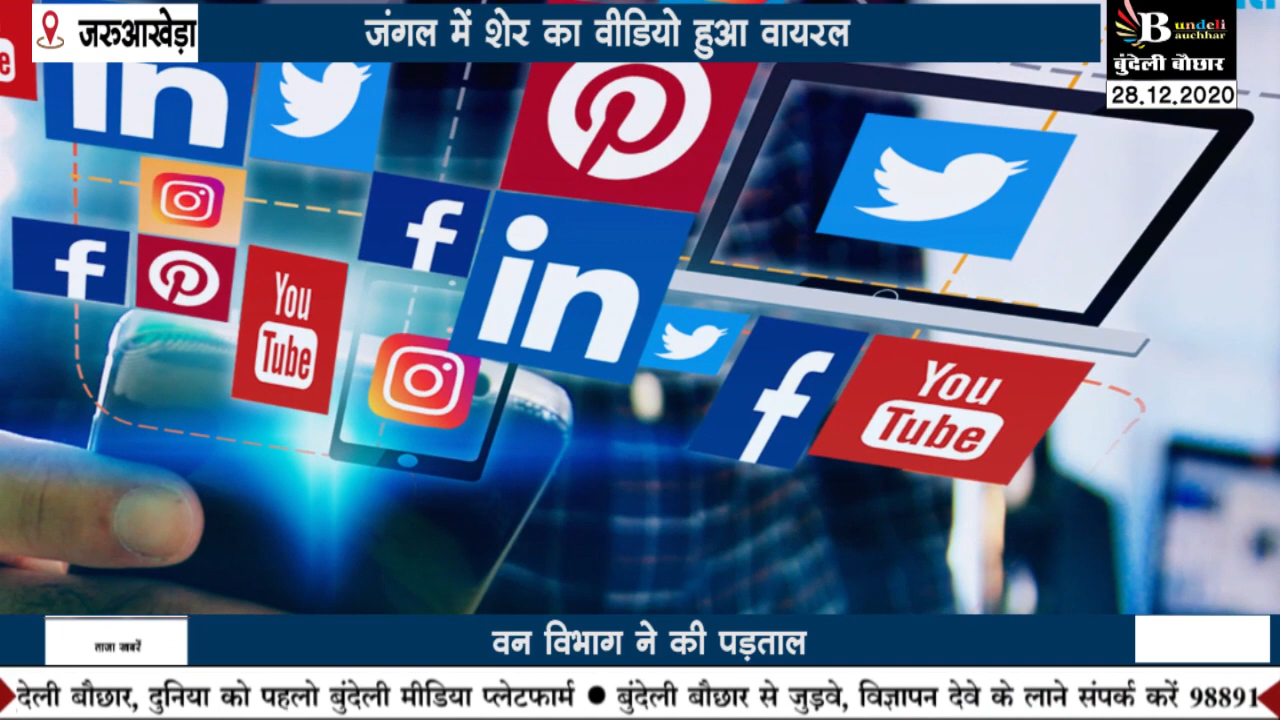 जरुआखेड़ा
जंगल में शेर का वीडियो हुआ वायरल
Bundeli
Bauchhar
बुंदेली बौछार
28.12.2020
in
f
in
f
You
Tube
f
You
Tube
ताजा खबरें
वन विभाग ने की पड़ताल
देली बौछार, दुनिया को पहलो बुंदेली मीडिया प्लेटफार्म ● बुंदेली बौछार से जुड़वे, विज्ञापन देवे के लाने संपर्क करें 98891